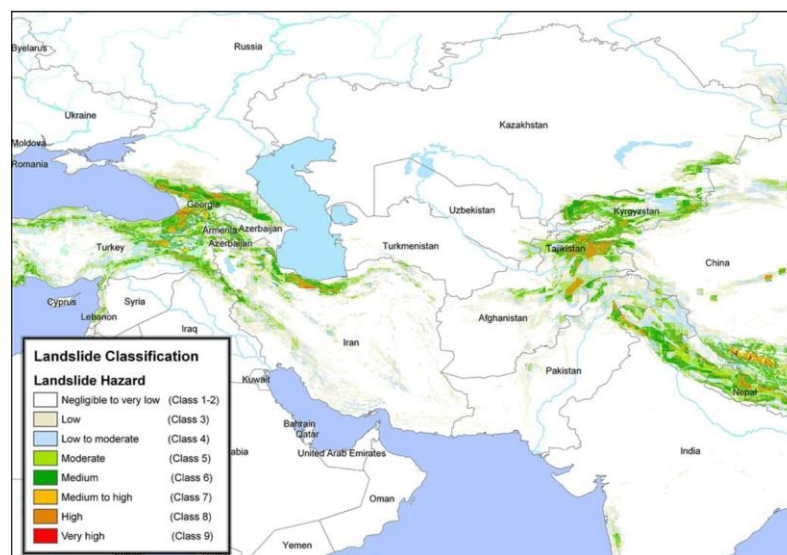 Byelarus
Russia
Ukraine
Kazakhstan
Moldova
Romania
Georgia
Uzbekistan
Kyrgyzstan
Armenia
Azerbaijan
Azerbaijan
Turkmenistan
Tajikistan
Turkey
China
Cyprus
Syria
Lebanon
Afghanistan
Iraq
Iran
Landslide Classification
Landslide Hazard
Negligible to very low (Class 1-2)
Low (Class 3)
Low to moderate (Class 4)
Moderate (Class 5)
Medium (Class 6)
Medium to high (Class 7)
High (Class 8)
Very high (Class 9)
Kuwait
Pakistan
Nepal
Bahrain
Qatar
abia
United Arab Emirates
India
Oman
Yemen